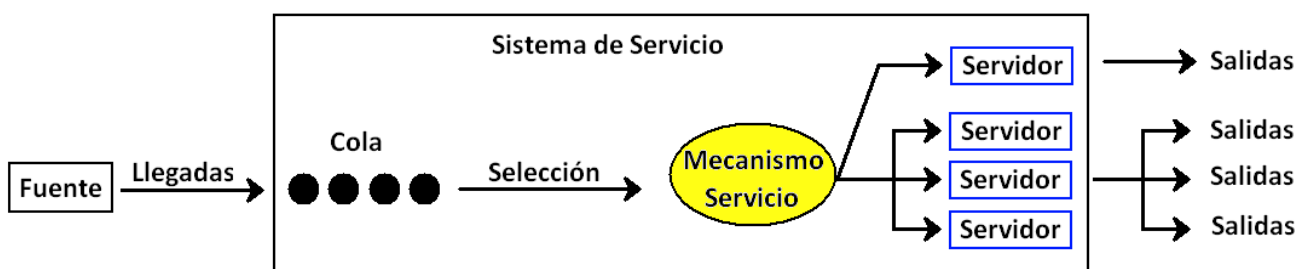 Sistema de Servicio
Servidor
Salidas
Cola
Servidor
Salidas
Fuente
Llegadas
Selección
Mecanismo
Servicio
Servidor
Salidas
Servidor
Salidas